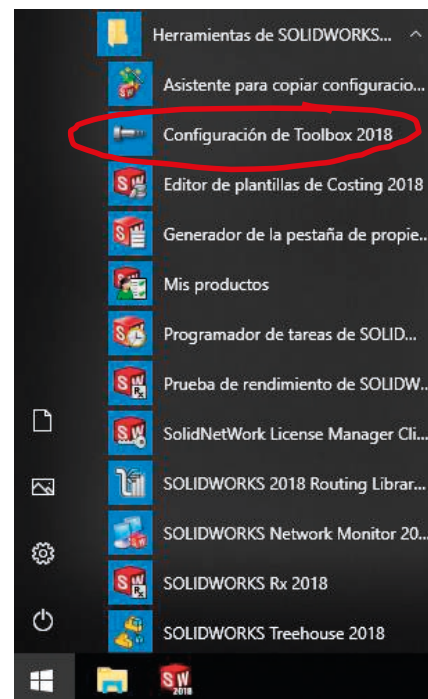 Herramientas de SOLIDWORKS...
Asistente para copiar configuracio...
Configuración de Toolbox 2018
Editor de plantillas de Costing 2018
Generador de la pestaña de propie...
Mis productos
Programador de tareas de SOLID...
Prueba de rendimiento de SOLIDW...
SolidNetWork License Manager Cli...
SOLIDWORKS 2018 Routing Librar...
SOLIDWORKS Network Monitor 20...
SOLIDWORKS Rx 2018
SOLIDWORKS Treehouse 2018
SW
2018